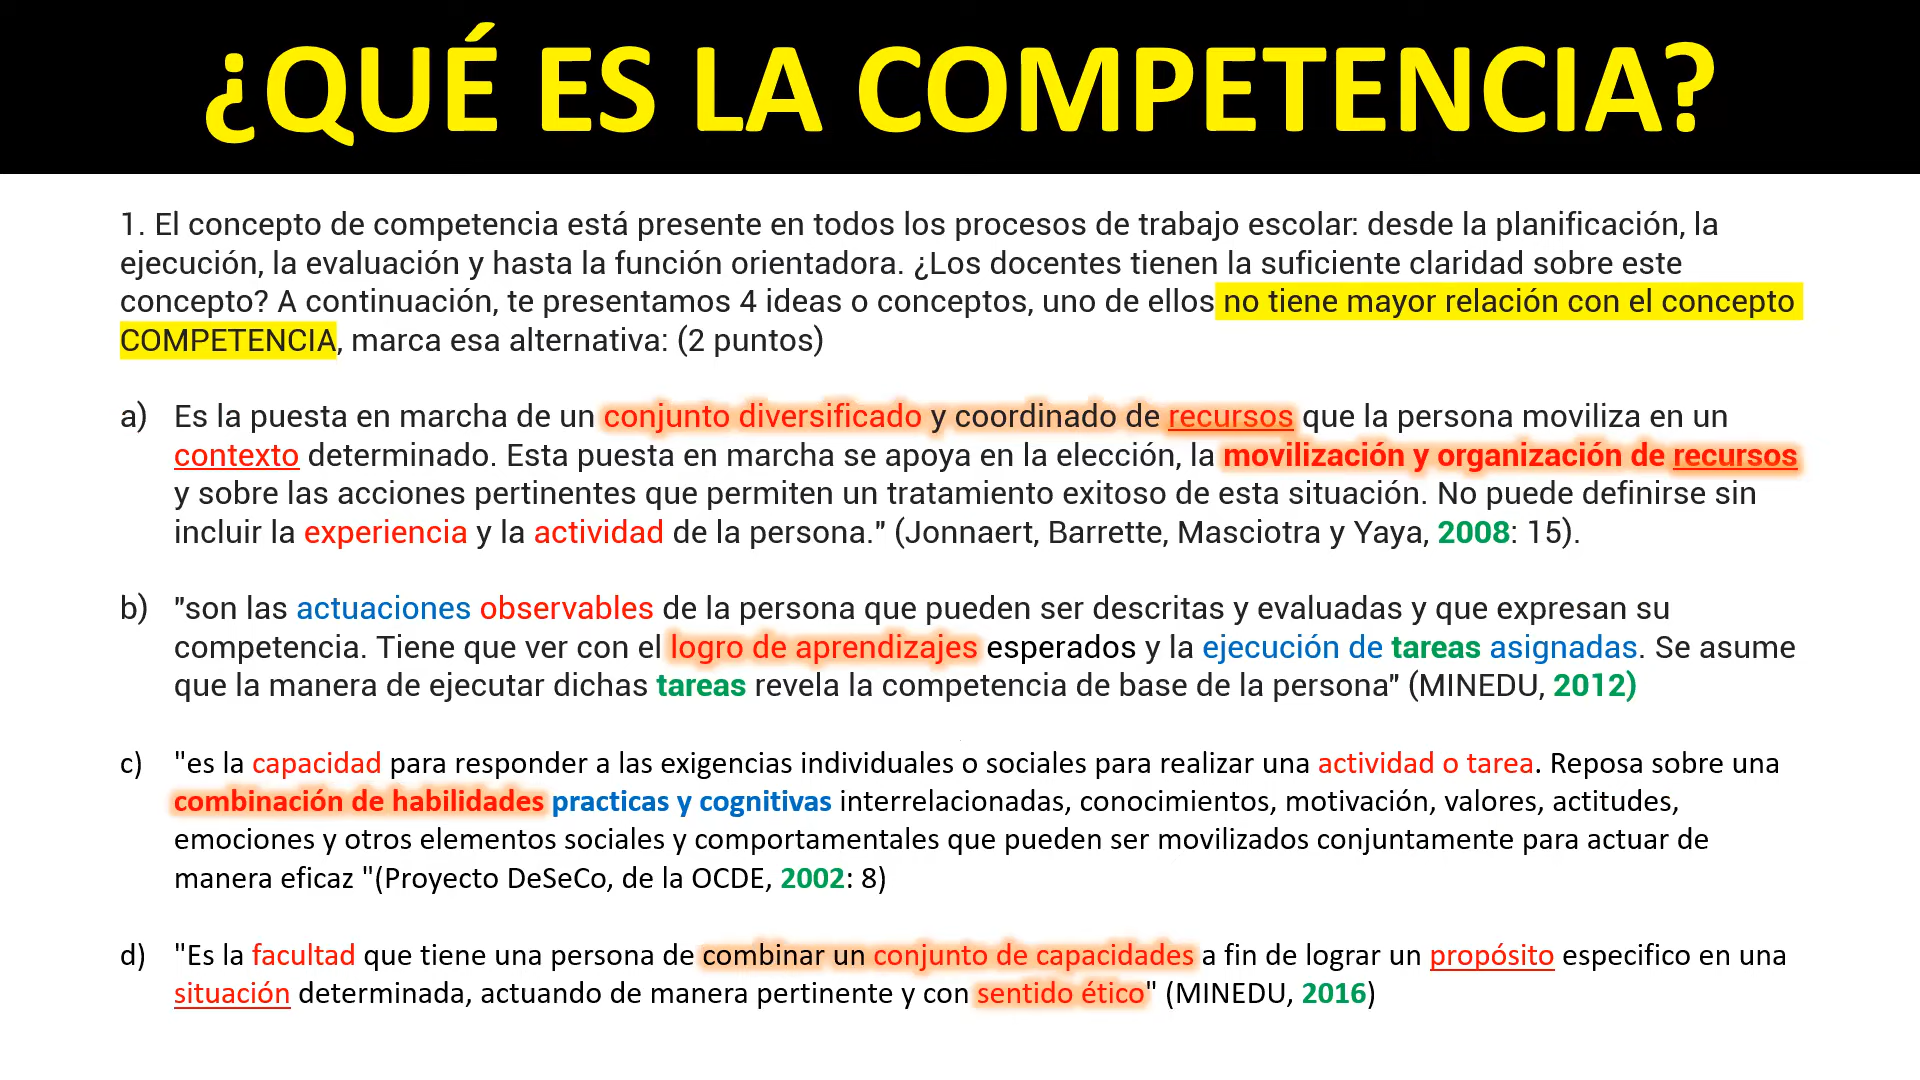 ¿QUÉ ES LA COMPETENCIA?
1. El concepto de competencia está presente en todos los procesos de trabajo escolar: desde la planificación, la
ejecución, la evaluación y hasta la función orientadora. ¿Los docentes tienen la suficiente claridad sobre este
concepto? A continuación, te presentamos 4 ideas o conceptos, uno de ellos no tiene mayor relación con el concepto
COMPETENCIA, marca esa alternativa: (2 puntos)
a) Es la puesta en marcha de un conjunto diversificado y coordinado de recursos que la persona moviliza en un
contexto determinado. Esta puesta en marcha se apoya en la elección, la movilización y organización de recursos
y sobre las acciones pertinentes que permiten un tratamiento exitoso de esta situación. No puede definirse sin
incluir la experiencia y la actividad de la persona." (Jonnaert, Barrette, Masciotra y Yaya, 2008: 15).
b) "son las actuaciones observables de la persona que pueden ser descritas y evaluadas y que expresan su
competencia. Tiene que ver con el logro de aprendizajes esperados y la ejecución de tareas asignadas. Se asume
que la manera de ejecutar dichas tareas revela la competencia de base de la persona" (MINEDU, 2012)
c) "es la capacidad para responder a las exigencias individuales o sociales para realizar una actividad o tarea. Reposa sobre una
combinación de habilidades practicas y cognitivas interrelacionadas, conocimientos, motivación, valores, actitudes,
emociones y otros elementos sociales y comportamentales que pueden ser movilizados conjuntamente para actuar de
manera eficaz "(Proyecto DeSeCo, de la OCDE, 2002: 8)
d) "Es la facultad que tiene una persona de combinar un conjunto de capacidades a fin de lograr un propósito especifico en una
situación determinada, actuando de manera pertinente y con sentido ético" (MINEDU, 2016)